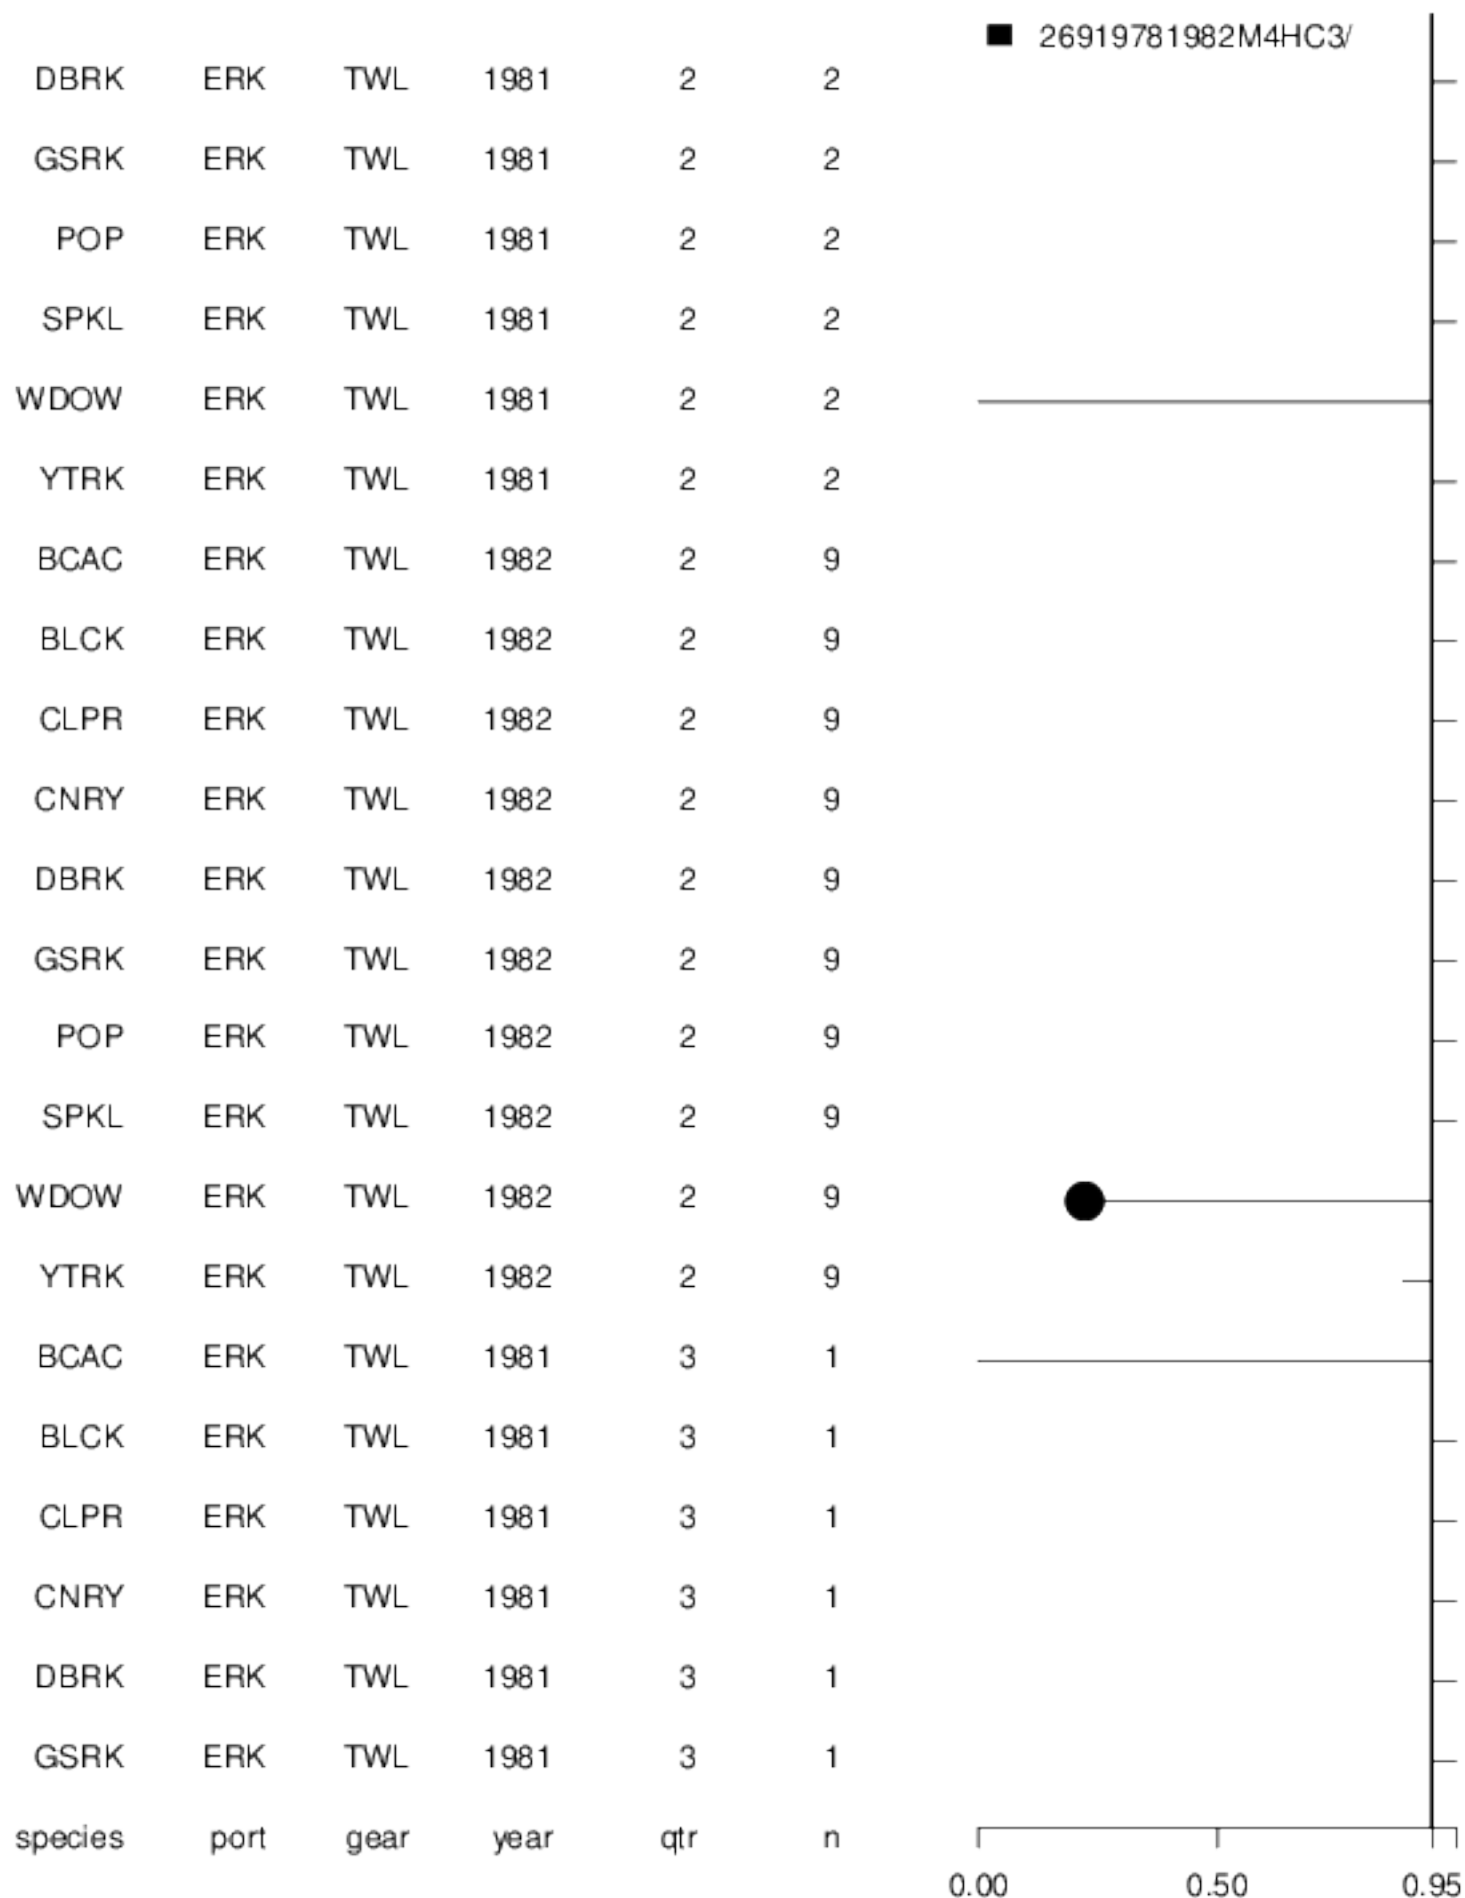 26919781982M4HC3/
DBRK ERK TWL 1981 2 2
GSRK ERK TWL 1981 2 2
POP ERK TWL 1981 2 2
SPKL ERK TWL 1981 2 2
WDOW ERK TWL 1981 2 2
YTRK ERK TWL 1981 2 2
BCAC ERK TWL 1982 2 9
BLCK ERK TWL 1982 2 9
CLPR ERK TWL 1982 2 9
CNRY ERK TWL 1982 2 9
DBRK ERK TWL 1982 2 9
GSRK ERK TWL 1982 2 9
POP ERK TWL 1982 2 9
SPKL ERK TWL 1982 2 9
WDOW ERK TWL 1982 2 9
YTRK ERK TWL 1982 2 9
BCAC ERK TWL 1981 3 1
BLCK ERK TWL 1981 3 1
CLPR ERK TWL 1981 3 1
CNRY ERK TWL 1981 3 1
DBRK ERK TWL 1981 3 1
GSRK ERK TWL 1981 3 1
species port gear year qtr n
0.00 0.50 0.95